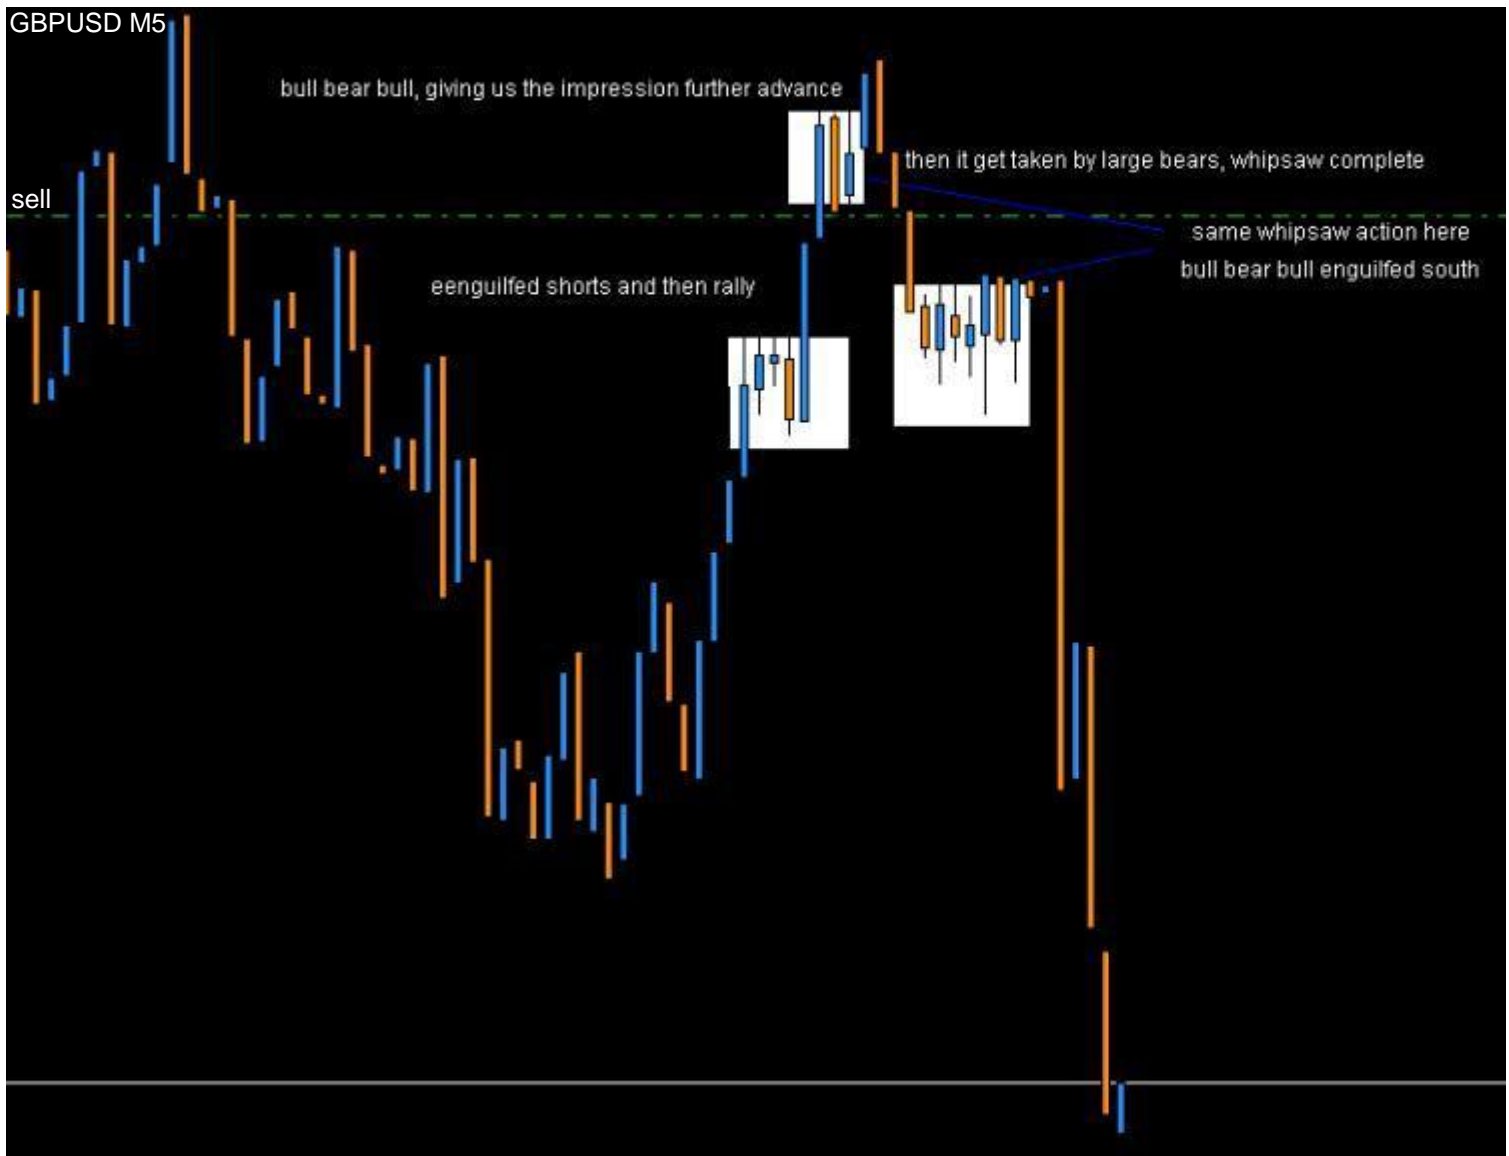 GBPUSD M5
bull bear bull, giving us the impression further advance
then it get taken by large bears, whipsaw complete
sell
same whipsaw action here
bull bear bull enguilfed south
eenguilfed shorts and then rally